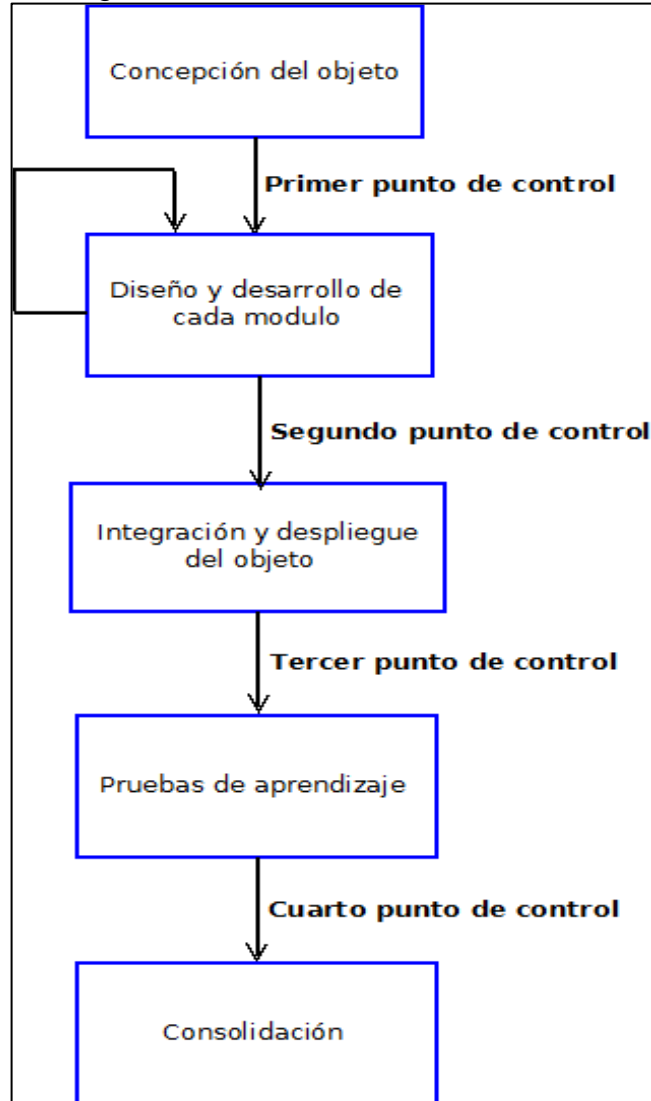 Concepción del objeto
Primer punto de control
Diseño y desarrollo de
cada modulo
Segundo punto de control
Integración y despliegue
del objeto
Tercer punto de control
Pruebas de aprendizaje
Cuarto punto de control
Consolidación